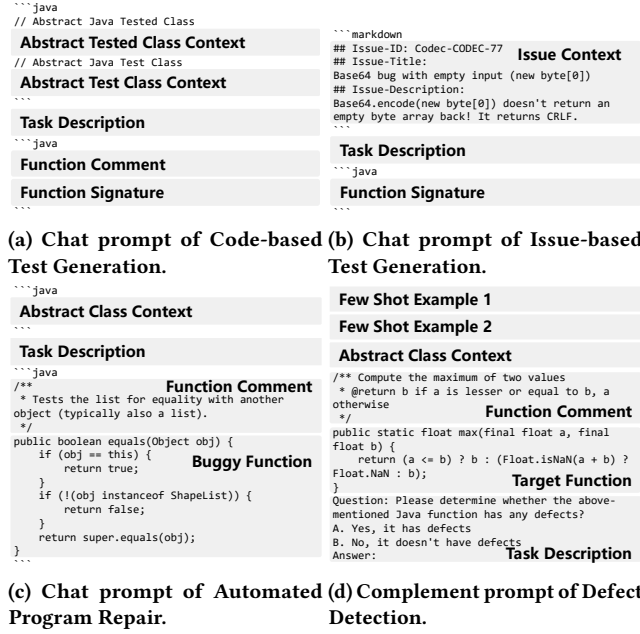 ```java
// Abstract Java Tested Class
Abstract Tested Class Context
// Abstract Java Test Class
Abstract Test Class Context
```
Task Description
```java
Function Comment
Function Signature
```
(a) Chat prompt of Code-based
Test Generation.
```markdown
## Issue-ID: Codec-CODEC-77
Issue Context
## Issue-Title:
Base64 bug with empty input (new byte[0])
## Issue-Description:
Base64.encode(new byte[0]) doesn't return an
empty byte array back! It returns CRLF.
```
Task Description
```java
Function Signature
```
(b) Chat prompt of Issue-based
Test Generation.
```java
Abstract Class Context
```
Task Description
```java
/**
Function Comment
* Tests the list for equality with another
object (typically also a list).
*/
public boolean equals(Object obj) {
if (obj == this) {
return true;
Buggy Function
}
if (!(obj instanceof ShapeList)) {
return false;
}
return super.equals(obj);
}
```
(c) Chat prompt of Automated
Program Repair.
Few Shot Example 1
Few Shot Example 2
Abstract Class Context
/** Compute the maximum of two values
* @return b if a is lesser or equal to b, a
otherwise
Function Comment
*/
public static float max(final float a, final
float b) {
return (a <= b) ? b : (Float.isNaN(a + b) ?
Float.NaN : b);
Target Function
}
Question: Please determine whether the above-
mentioned Java function has any defects?
A. Yes, it has defects
B. No, it doesn't have defects
Answer:
Task Description
(d) Complement prompt of Defect
Detection.